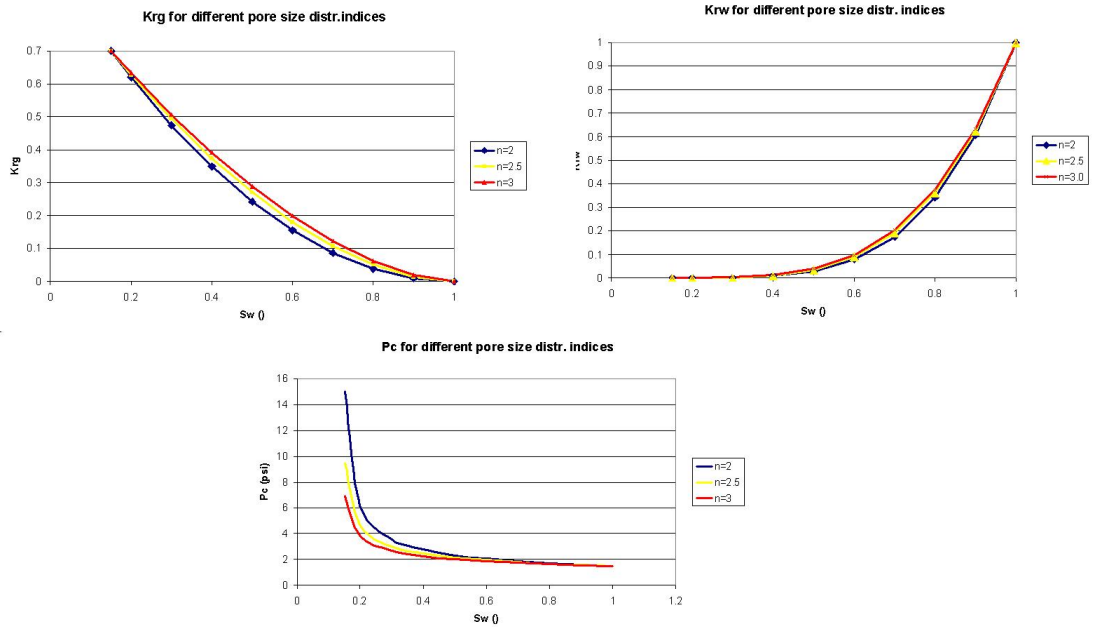 Krg for different pore size distr.indices
0.7
0.6
0.5
0.4
0.3
0.2
0.1
0
Krg
0 0.2 0.4 0.6 0.8 1
Sw ()
n=2
n=2.5
n=3
Krw for different pore size distr. indices
1
0.9
0.8
0.7
0.6
0.5
0.4
0.3
0.2
0.1
0
0 0.2 0.4 0.6 0.8 1
Sw ()
n=2
n=2.5
n=3.0
Pc for different pore size distr. indices
16
14
12
10
8
6
4
2
0
Pc (psi)
0 0.2 0.4 0.6 0.8 1 1.2
Sw ()
n=2
n=2.5
n=3